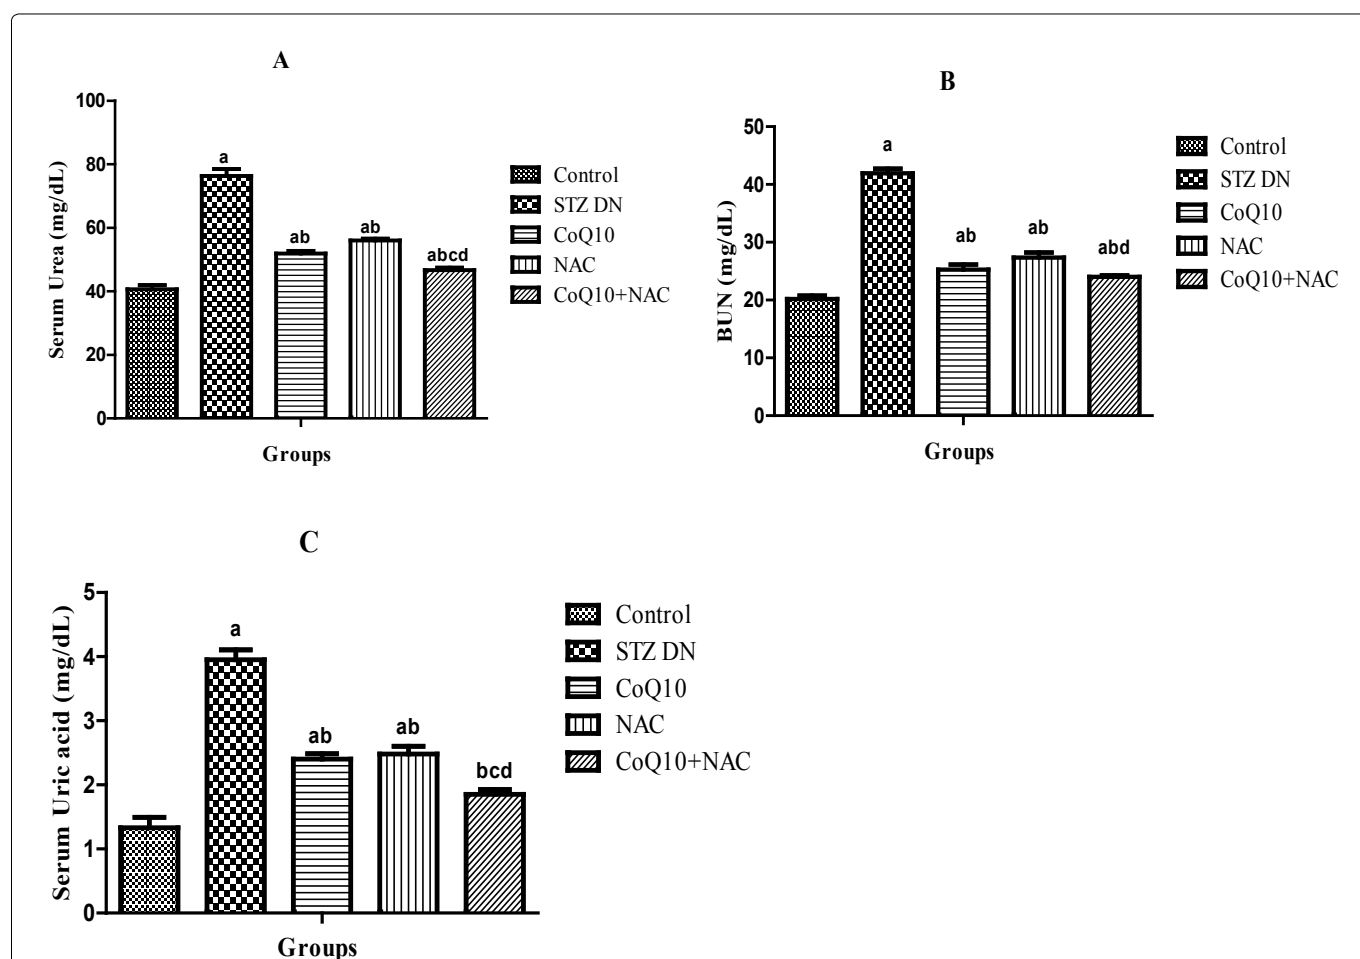 A
Serum Urea (mg/dL)
100
80
60
40
20
0
a
ab
ab
abcd
Groups
Control
STZ DN
CoQ10
NAC
CoQ10+NAC
B
BUN (mg/dL)
50
40
30
20
10
0
a
ab
ab
abd
Groups
Control
STZ DN
CoQ10
NAC
CoQ10+NAC
C
Serum Uric acid (mg/dL)
5
4
3
2
1
0
a
ab
ab
bcd
Groups
Control
STZ DN
CoQ10
NAC
CoQ10+NAC